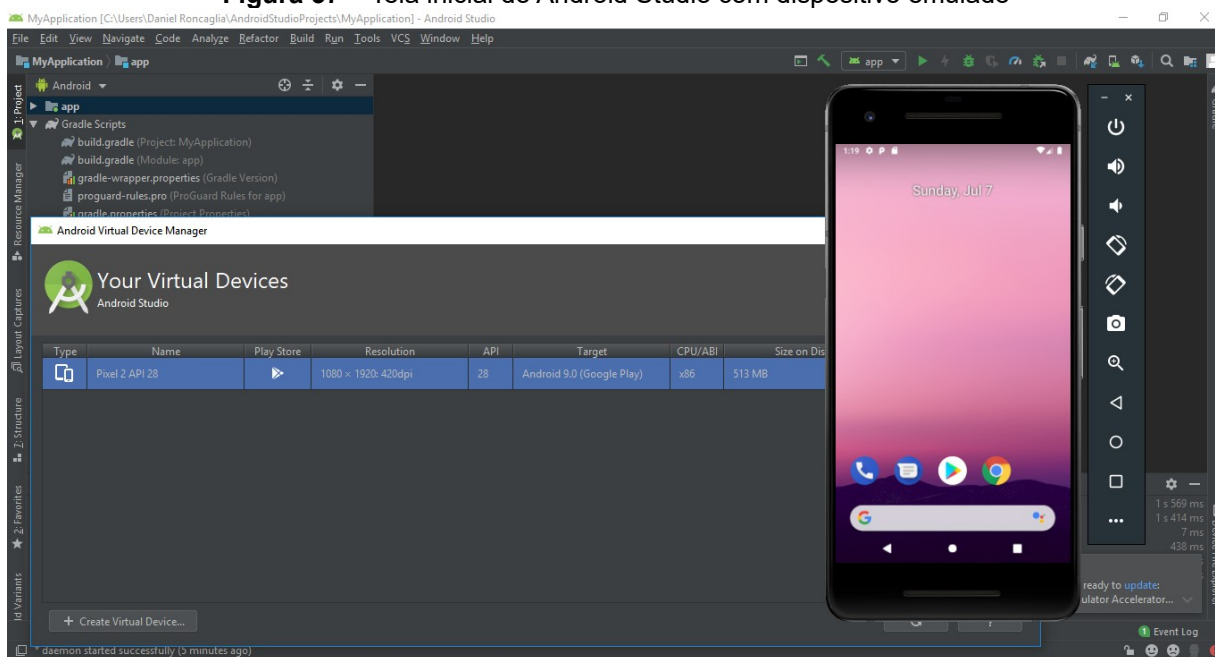 Tela inicial do Android Studio com dispositivo emulado
MyApplication [C:\Users\Daniel Roncaglia\AndroidStudioProjects\MyApplication] - Android Studio
File Edit View Navigate Code Analyze Refactor Build Run Tools VCS Window Help
MyApplication app
app
Android
1: Project
app
Gradle Scripts
build.gradle (Project: MyApplication)
build.gradle (Module: app)
gradle-wrapper.properties (Gradle Version)
proguard-rules.pro (ProGuard Rules for app)
gradle.properties (Project Properties)
Resource Manager
Layout Captures
7: Structure
2: Favorites
ld Variants
Android Virtual Device Manager
Your Virtual Devices
Android Studio
Type Name Play Store Resolution API Target CPU/ABI Size on Dis
Pixel 2 API 28 1080 × 1920: 420dpi 28 Android 9.0 (Google Play) x86 513 MB
+ Create Virtual Device...
?
1:19
Sunday, Jul 7
G
1 s 569 ms
1 s 414 ms
7 ms
438 ms
ready to update:
ulator Accelerator...
1 Event Log
* daemon started successfully (5 minutes ago)